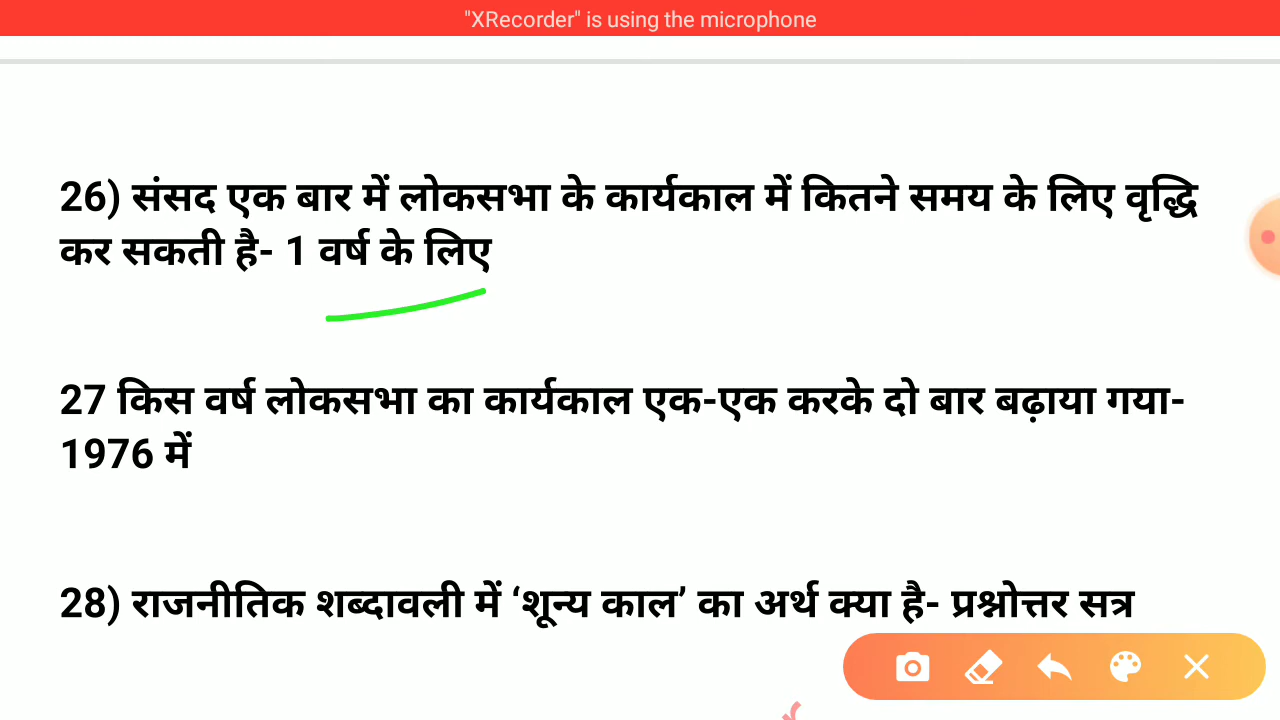 "XRecorder" is using the microphone
26) संसद एक बार में लोकसभा के कार्यकाल में कितने समय के लिए वृद्धि
कर सकती है- 1 वर्ष के लिए
27 किस वर्ष लोकसभा का कार्यकाल एक-एक करके दो बार बढ़ाया गया-
1976 में
28) राजनीतिक शब्दावली में ‘शून्य काल’ का अर्थ क्या है- प्रश्नोत्तर सत्र